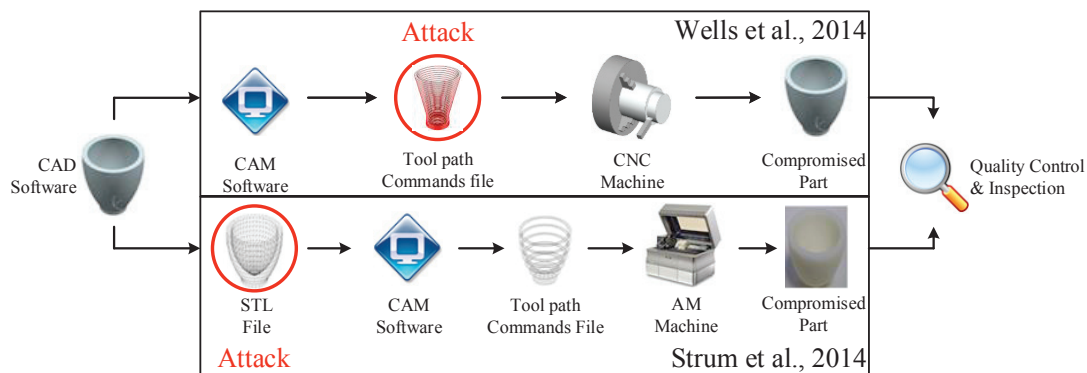 Attack
Wells et al., 2014
CAD
Software
CAM
Software
Tool path
Commands file
CNC
Machine
Compromised
Part
Quality Control
& Inspection
STL
File
CAM
Software
Tool path
Commands File
AM
Machine
Compromised
Part
Attack
Strum et al., 2014